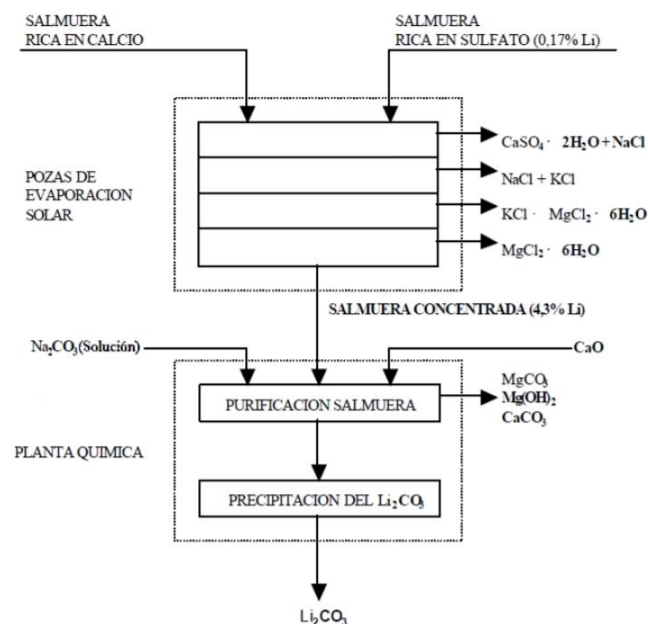 SALMUERA
RICA EN CALCIO
SALMUERA
RICA EN SULFATO (0,17% Li)
POZAS DE
EVAPORACION
SOLAR
CaSO₄· 2H₂O+NaCl
NaCl + KCl
KCl · MgCl₂· 6H₂O
MgCl₂· 6H₂O
SALMUERA CONCENTRADA (4,3% Li)
Na₂CO₃(Solución)
CaO
PURIFICACION SALMUERA
MgCO₃
Mg(OH)₂
CaCO₃
PLANTA QUIMICA
PRECIPITACION DEL Li₂CO₃
Li₂CO₃